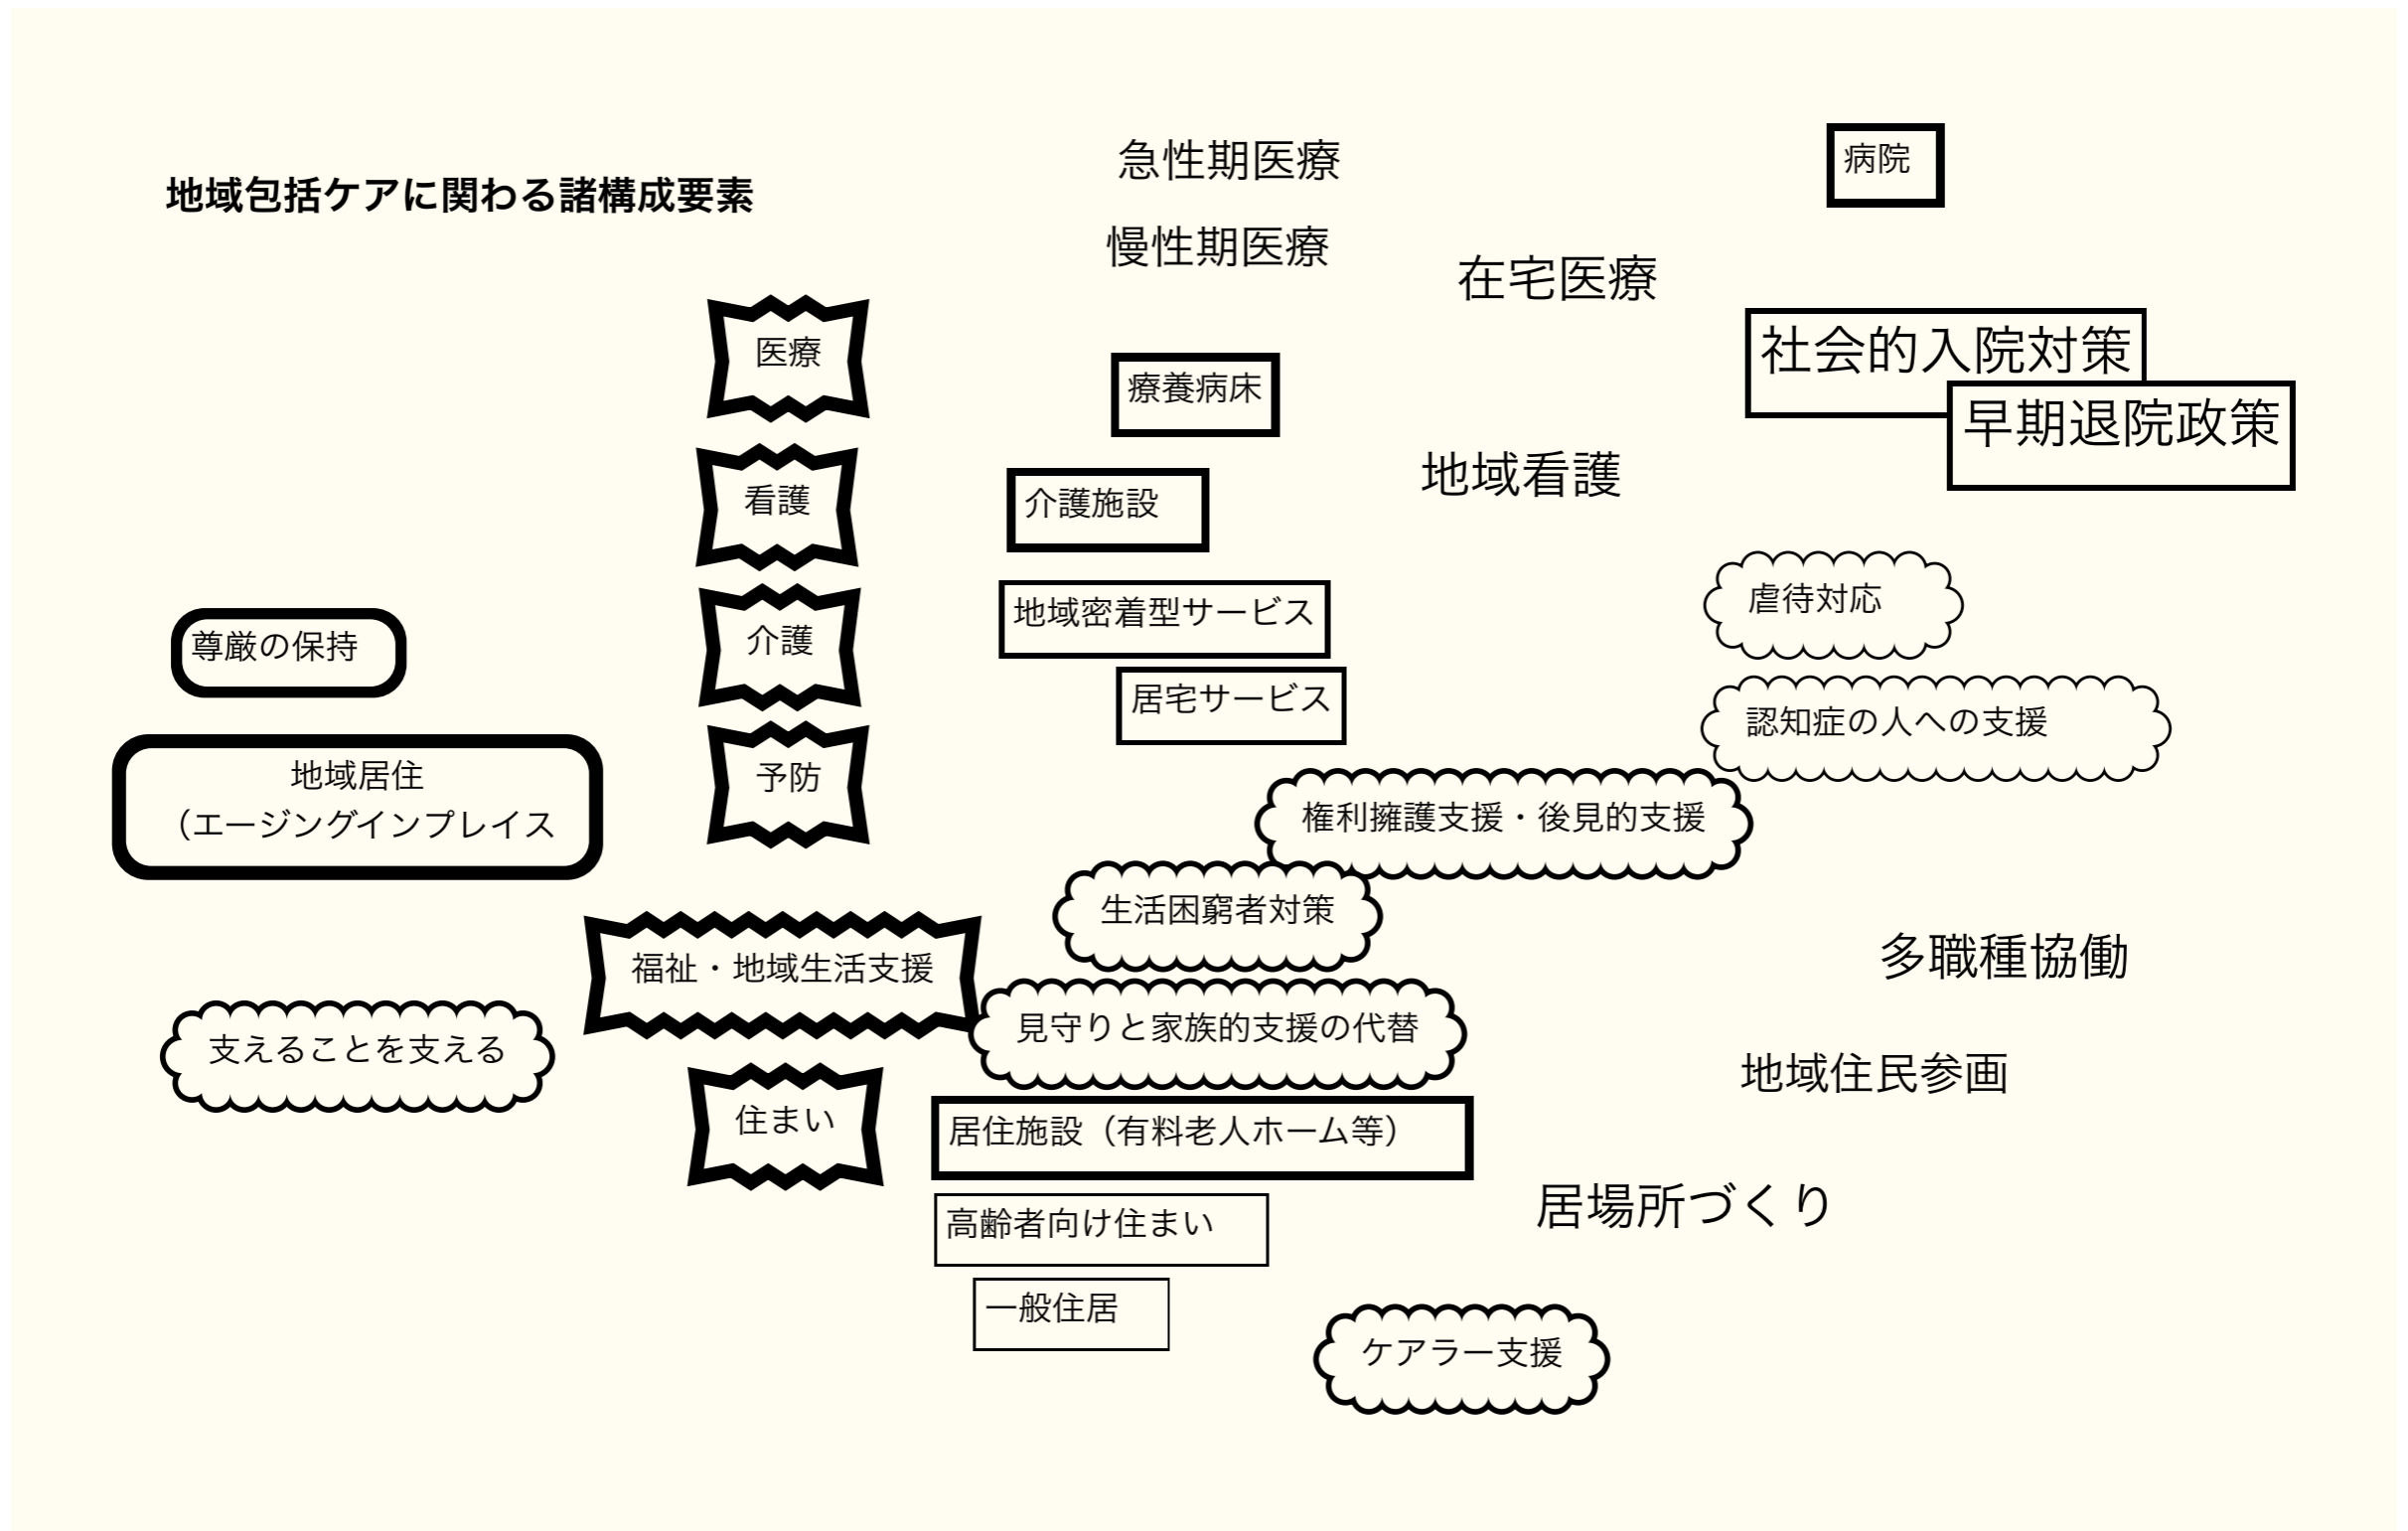 地域包括ケアに関わる諸構成要素
急性期医療
慢性期医療
病院
在宅医療
医療
療養病床
社会的入院対策
早期退院政策
看護
介護施設
地域看護
介護
地域密着型サービス
居宅サービス
虐待対応
認知症の人への支援
尊厳の保持
地域居住
（エージングインプレイス
予防
権利擁護支援・後見的支援
生活困窮者対策
福祉・地域生活支援
見守りと家族的支援の代替
多職種協働
支えることを支える
地域住民参画
住まい
居住施設（有料老人ホーム等）
高齢者向け住まい
一般住居
居場所づくり
ケアラー支援